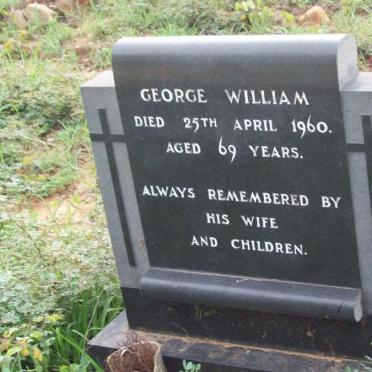 GEORGE WILLIAM
DIED 25TH APRIL 1960.
AGED 69 YEARS.
ALWAYS REMEMBERED BY
HIS WIFE
AND CHILDREN.